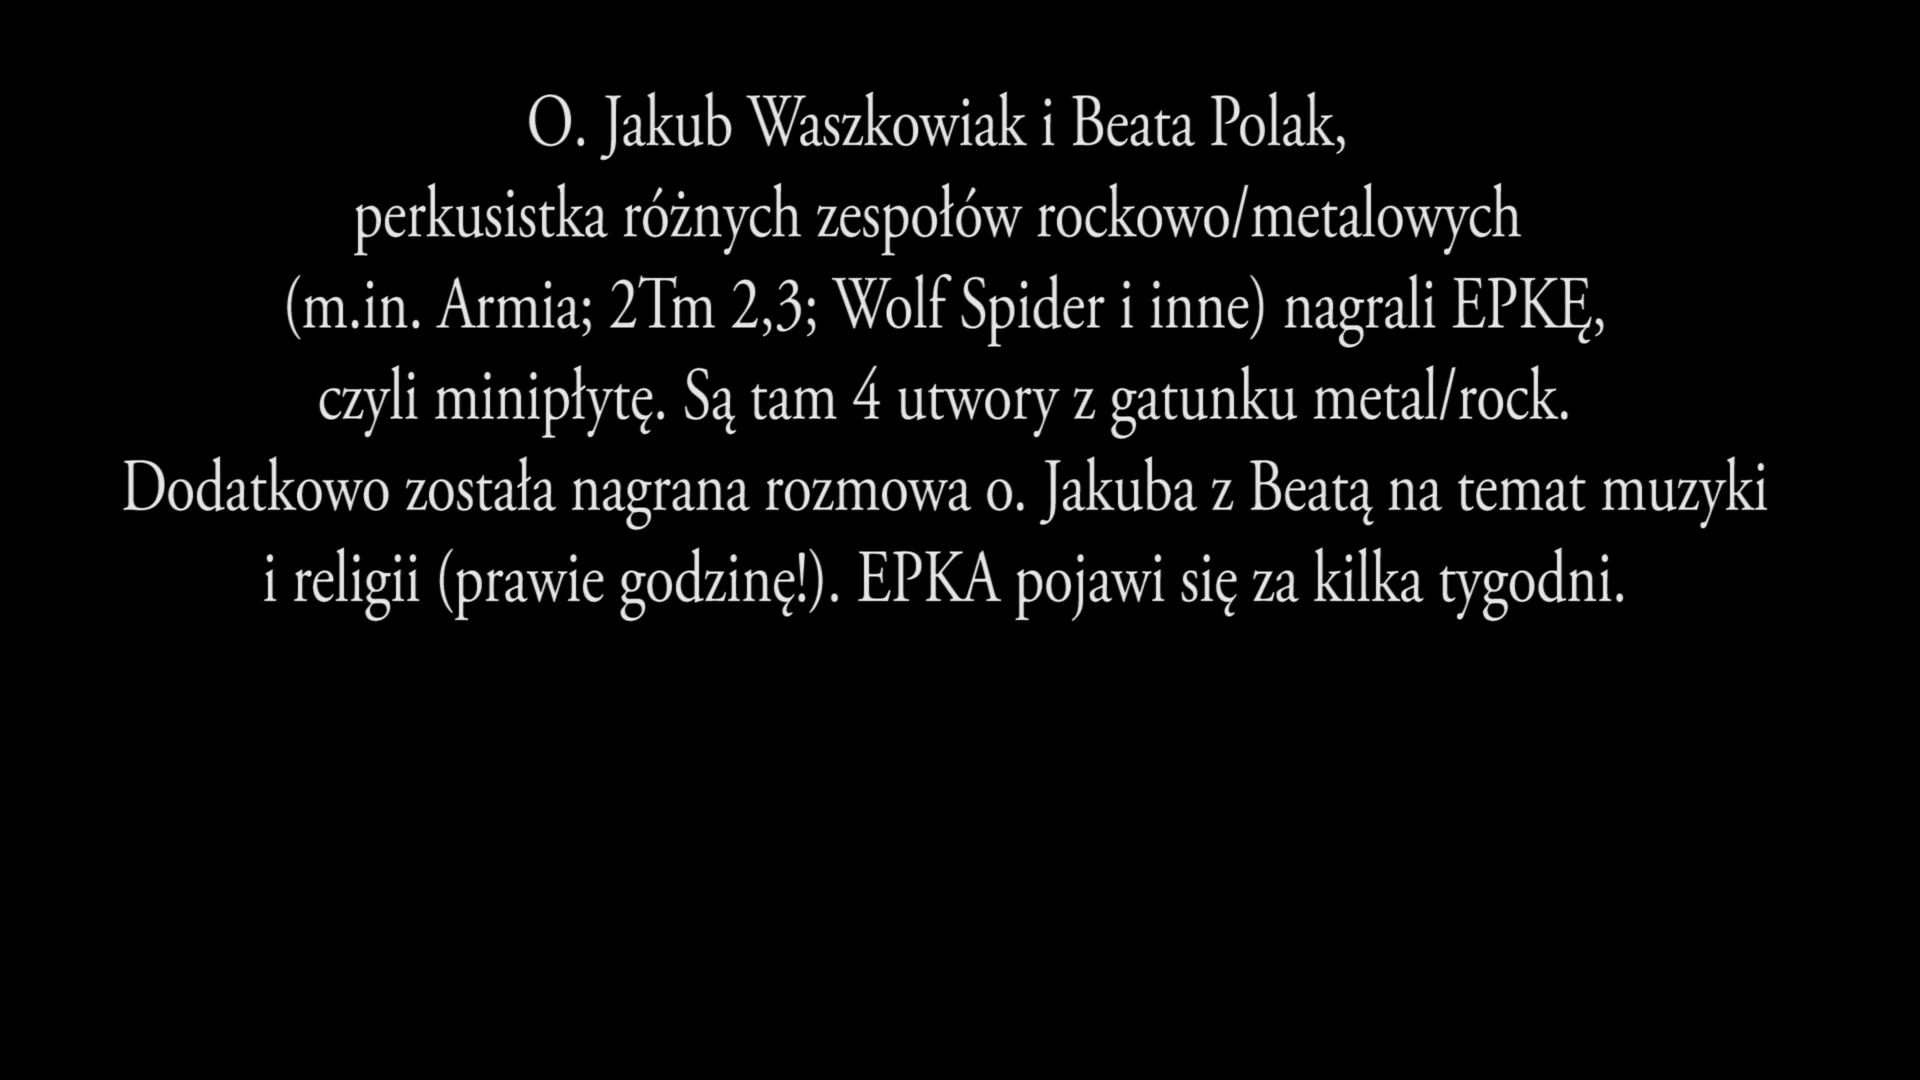 O. Jakub Waszkowiak i Beata Polak,
perkusistka różnych zespołów rockowo/metalowych
(m.in. Armia; 2Tm 2,3; Wolf Spider i inne) nagrali EPKĘ,
czyli minipłytę. Są tam 4 utwory z gatunku metal/rock.
Dodatkowo została nagrana rozmowa o. Jakuba z Beatą na temat muzyki
i religii (prawie godzinę!). EPKA pojawi się za kilka tygodni.